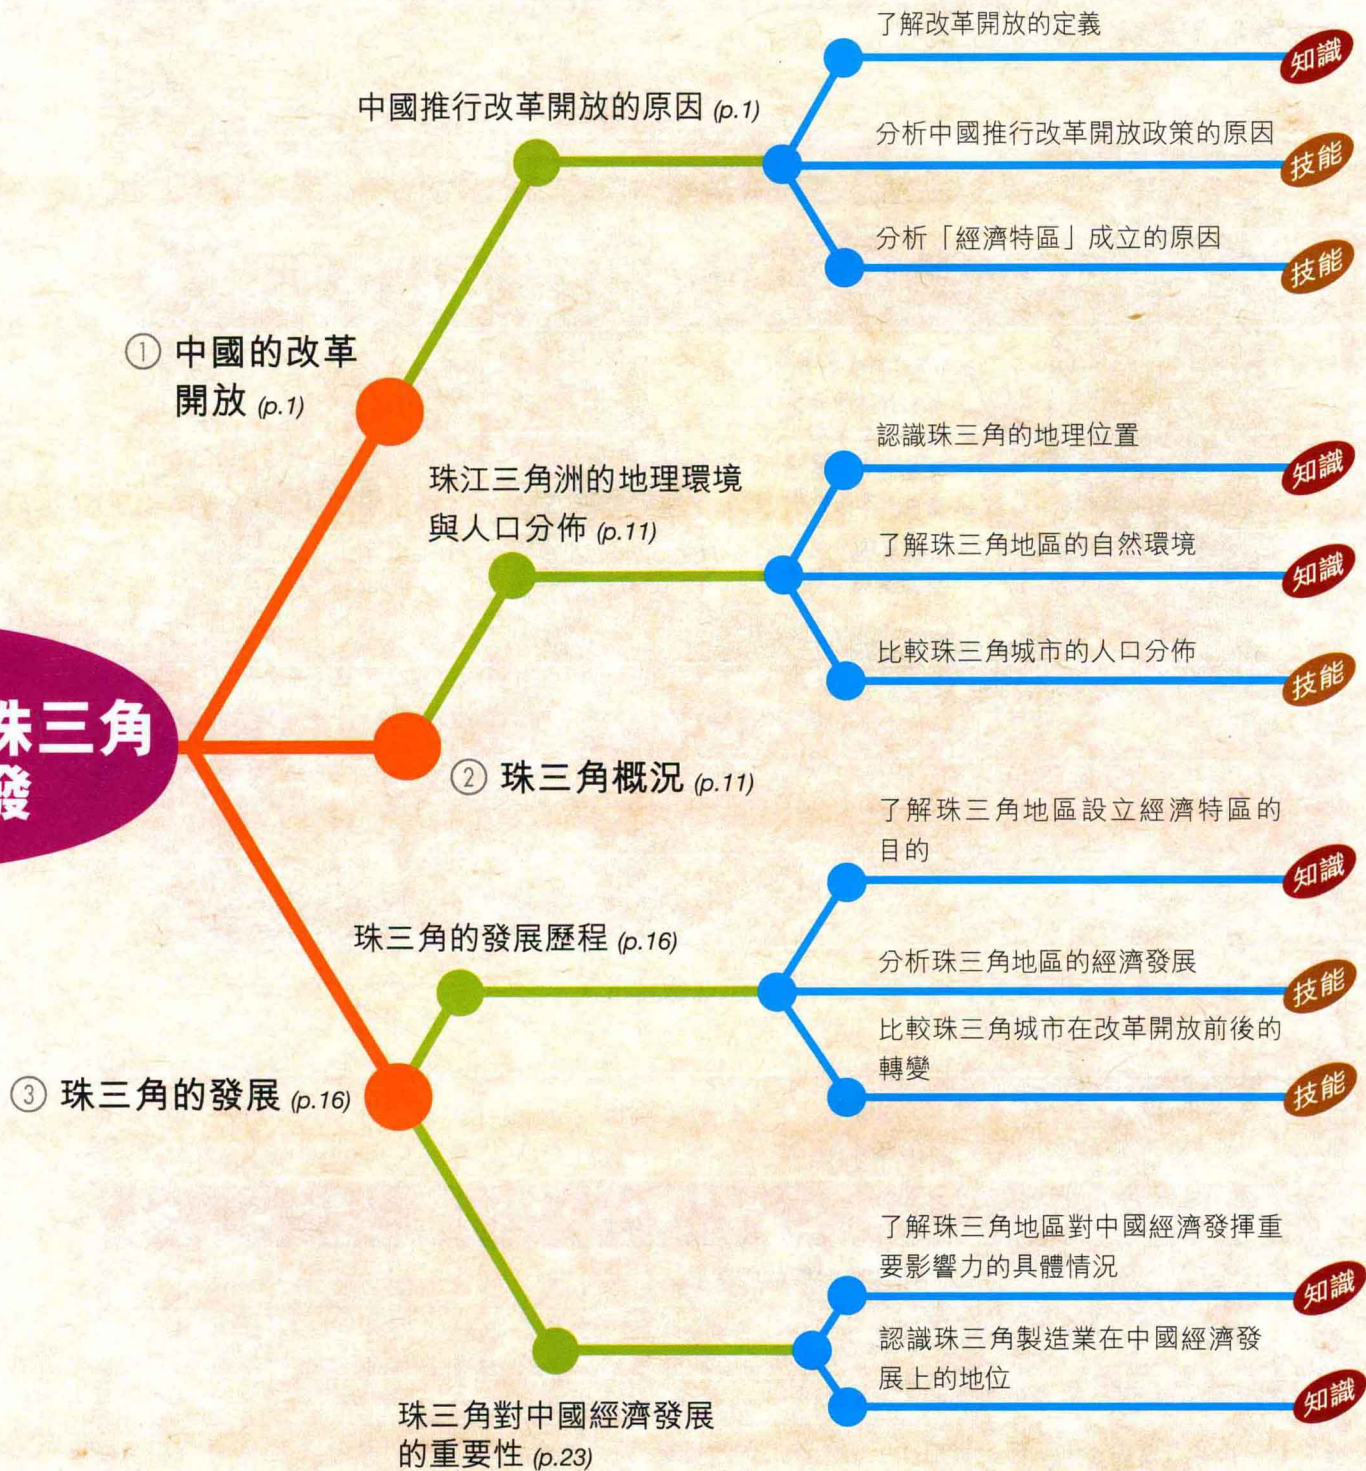 了解改革開放的定義
知識
中國推行改革開放的原因 (p.1)
分析中國推行改革開放政策的原因
技能
分析「經濟特區」成立的原因
技能
① 中國的改革
開放 (p.1)
認識珠三角的地理位置
知識
珠江三角洲的地理環境
與人口分佈 (p.11)
了解珠三角地區的自然環境
知識
比較珠三角城市的人口分佈
技能
珠三角
發
② 珠三角概況 (p.11)
了解珠三角地區設立經濟特區的
目的
知識
珠三角的發展歷程 (p.16)
分析珠三角地區的經濟發展
技能
比較珠三角城市在改革開放前後的
轉變
技能
③ 珠三角的發展 (p.16)
了解珠三角地區對中國經濟發揮重
要影響力的具體情況
知識
認識珠三角製造業在中國經濟發
展上的地位
知識
珠三角對中國經濟發展
的重要性 (p.23)